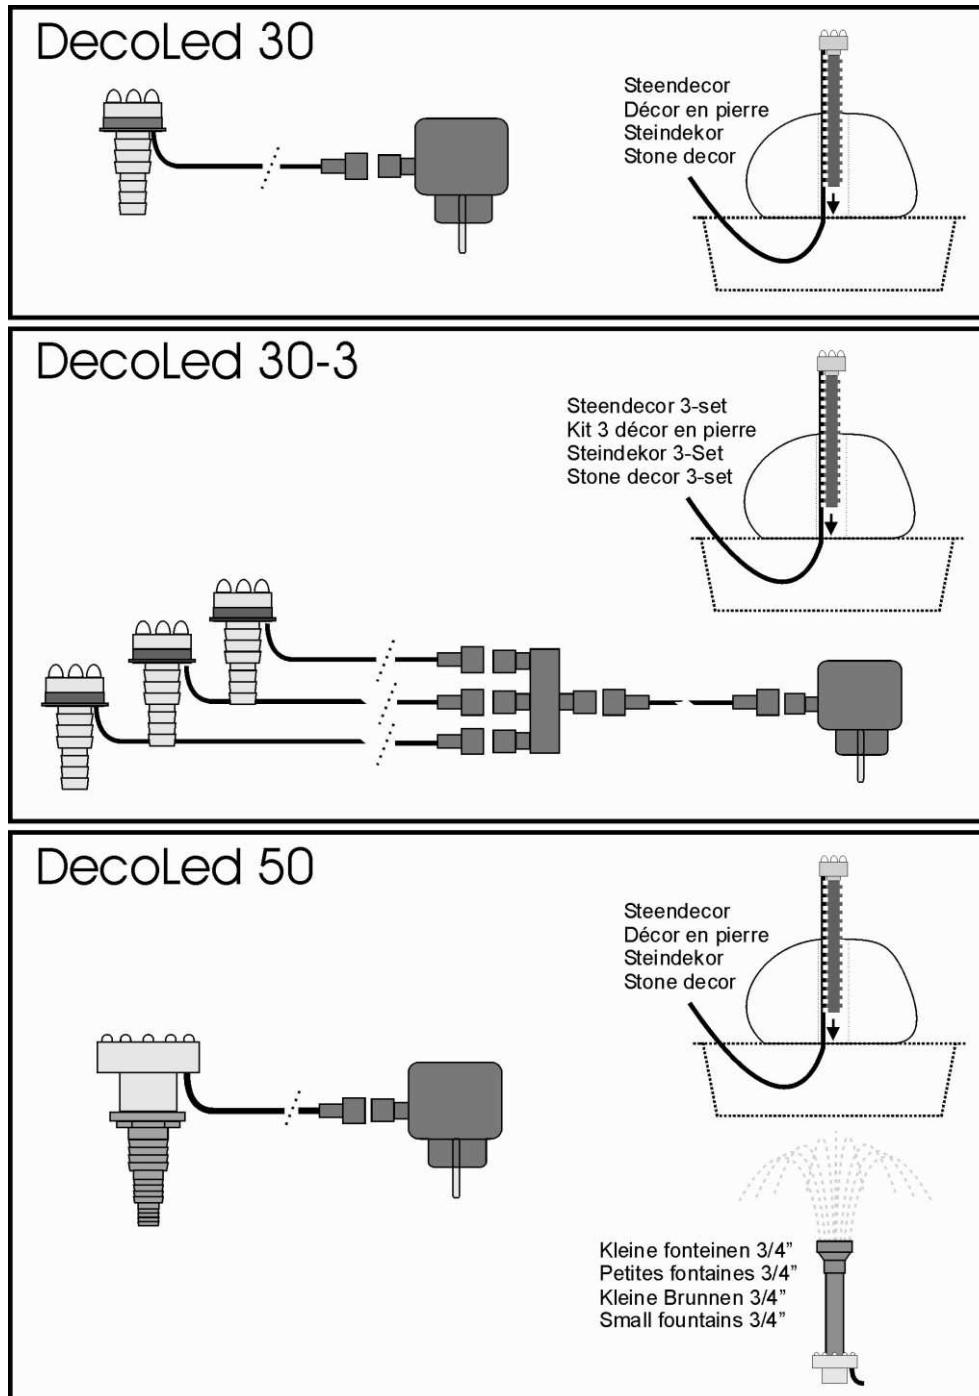 DecoLed 30
Steendecor
Décor en pierre
Steindekor
Stone decor
DecoLed 30-3
Steendecor 3-set
Kit 3 décor en pierre
Steindekor 3-Set
Stone decor 3-set
DecoLed 50
Steendecor
Décor en pierre
Steindekor
Stone decor
Kleine fonteinen 3/4”
Petites fontaines 3/4”
Kleine Brunnen 3/4”
Small fountains 3/4”